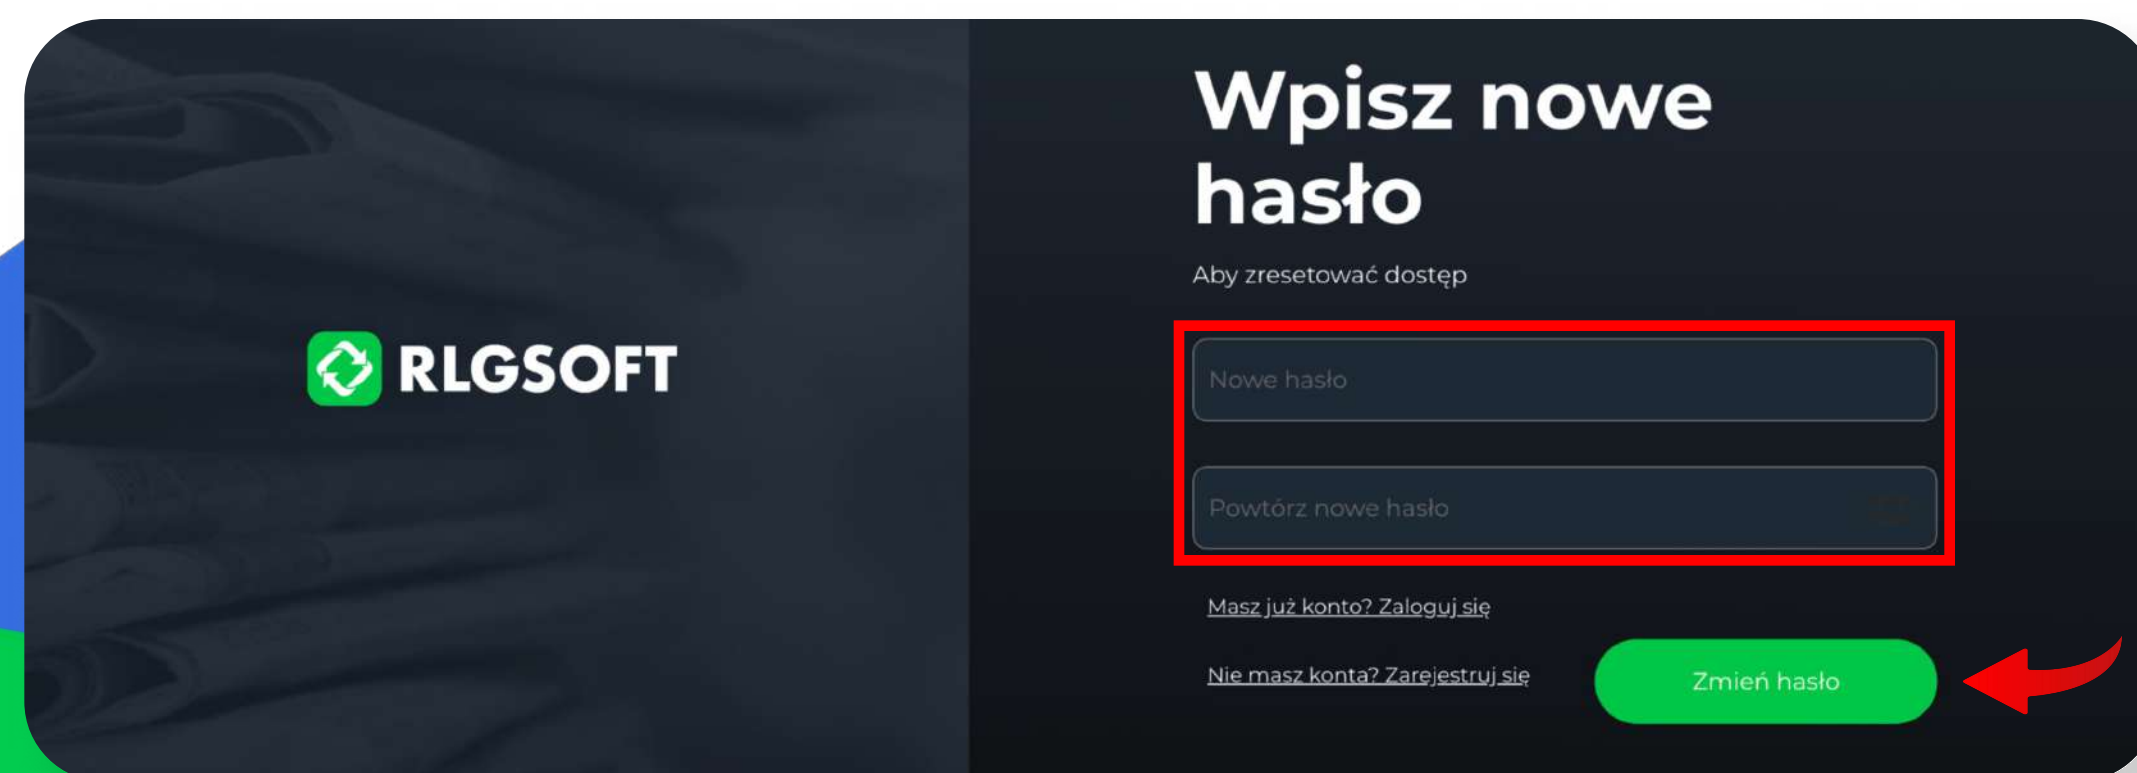 Wpisz nowe
hasło
Aby zresetować dostęp
RLGSOFT
Nowe hasło
Powtórz nowe hasło
Masz już konto? Zaloguj się
Nie masz konta? Zarejestruj się
Zmień hasło